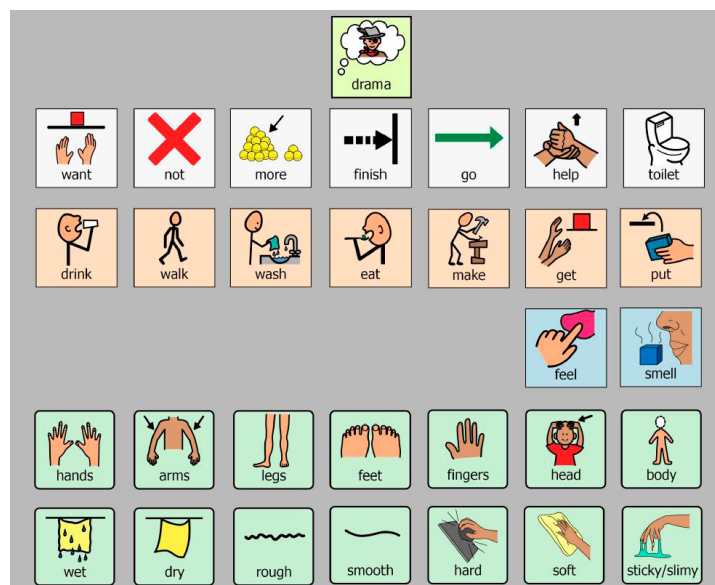 drama
want not more finish go help toilet
drink walk wash eat make get put
feel smell
hands arms legs feet fingers head body
wet dry rough smooth hard soft sticky/slimy